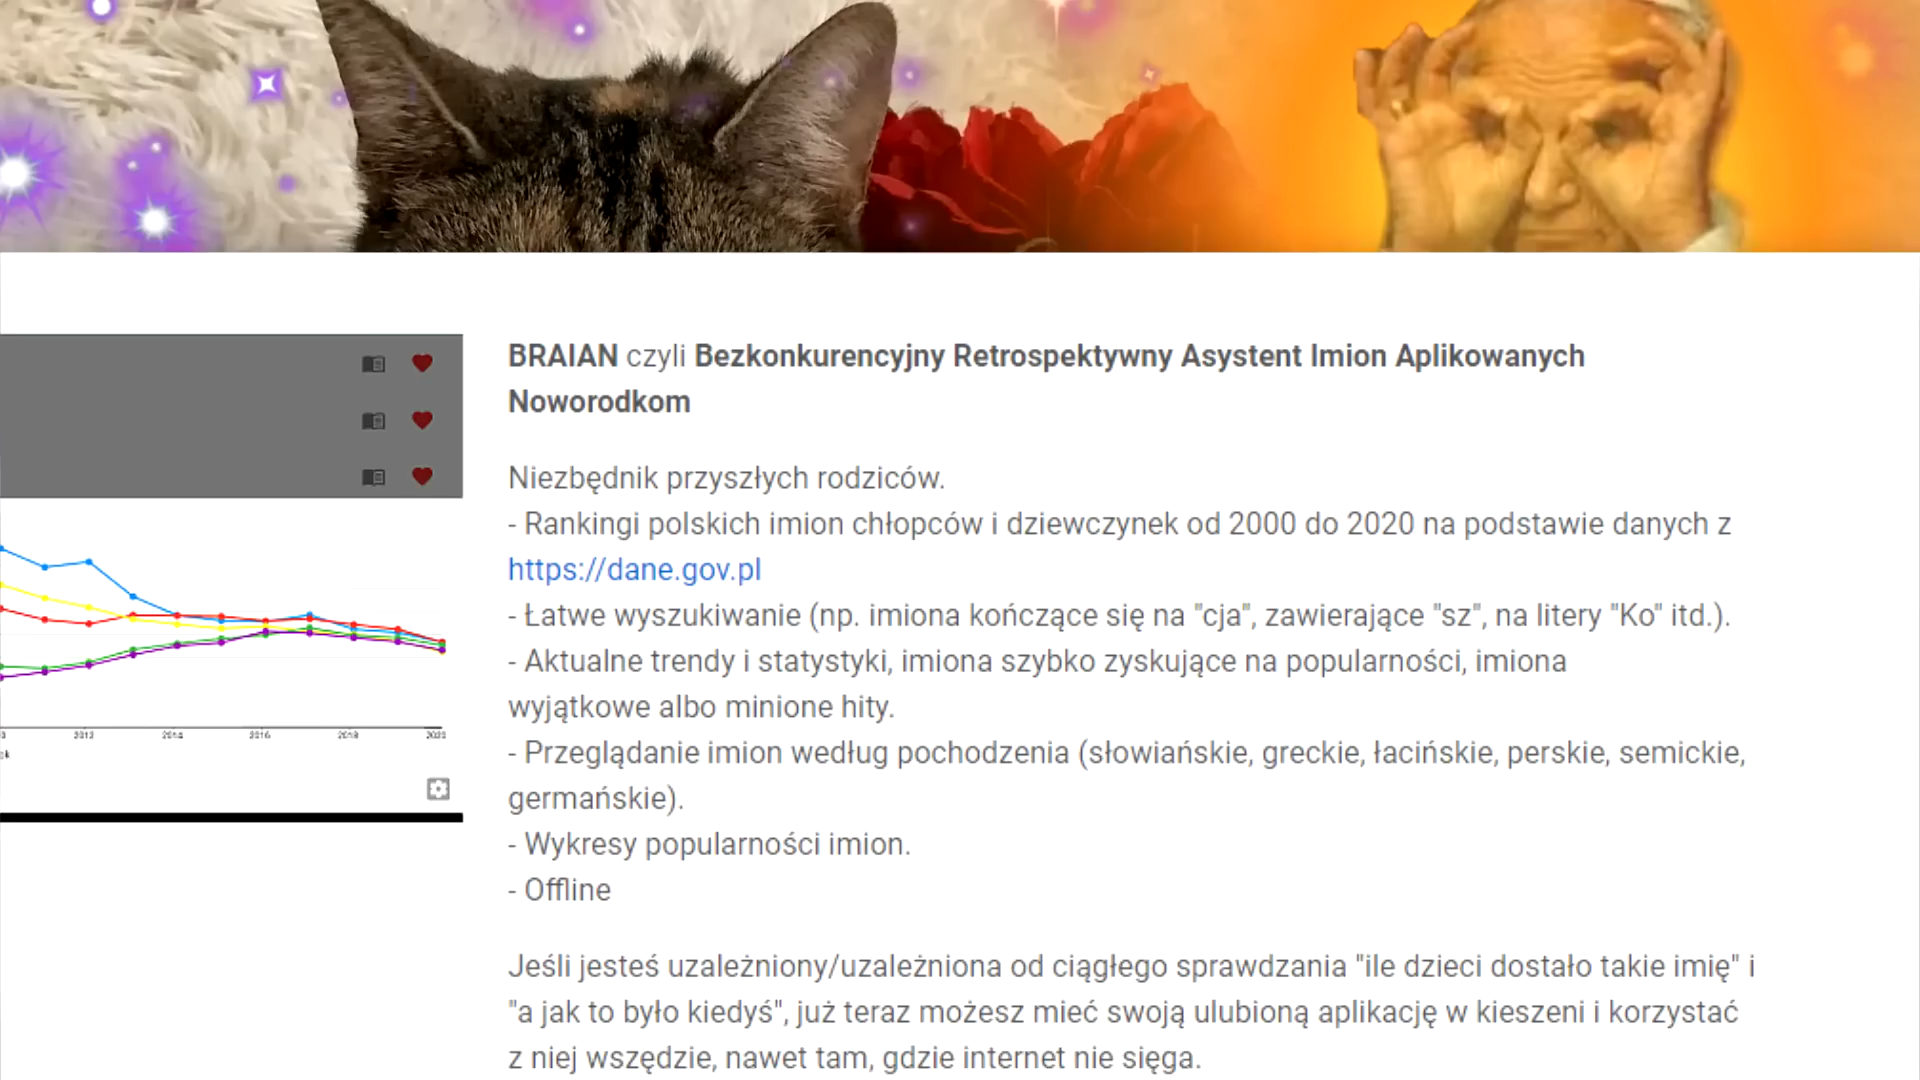 BRAIAN czyli Bezkonkurencyjny Retrospektywny Asystent Imion Aplikowanych
Noworodkom
Niezbędnik przyszłych rodziców.
- Rankingi polskich imion chłopców i dziewczynek od 2000 do 2020 na podstawie danych z
https://dane.gov.pl
- Łatwe wyszukiwanie (np. imiona kończące się na "cja", zawierające "sz", na litery "Ko" itd.).
- Aktualne trendy i statystyki, imiona szybko zyskujące na popularności, imiona
wyjątkowe albo minione hity.
- Przeglądanie imion według pochodzenia (słowiańskie, greckie, łacińskie, perskie, semickie,
germańskie).
- Wykresy popularności imion.
- Offline
Jeśli jesteś uzależniony/uzależniona od ciągłego sprawdzania "ile dzieci dostało takie imię" i
"a jak to było kiedyś", już teraz możesz mieć swoją ulubioną aplikację w kieszeni i korzystać
z niej wszędzie, nawet tam, gdzie internet nie sięga.
2012 2014 2016 2018 2020